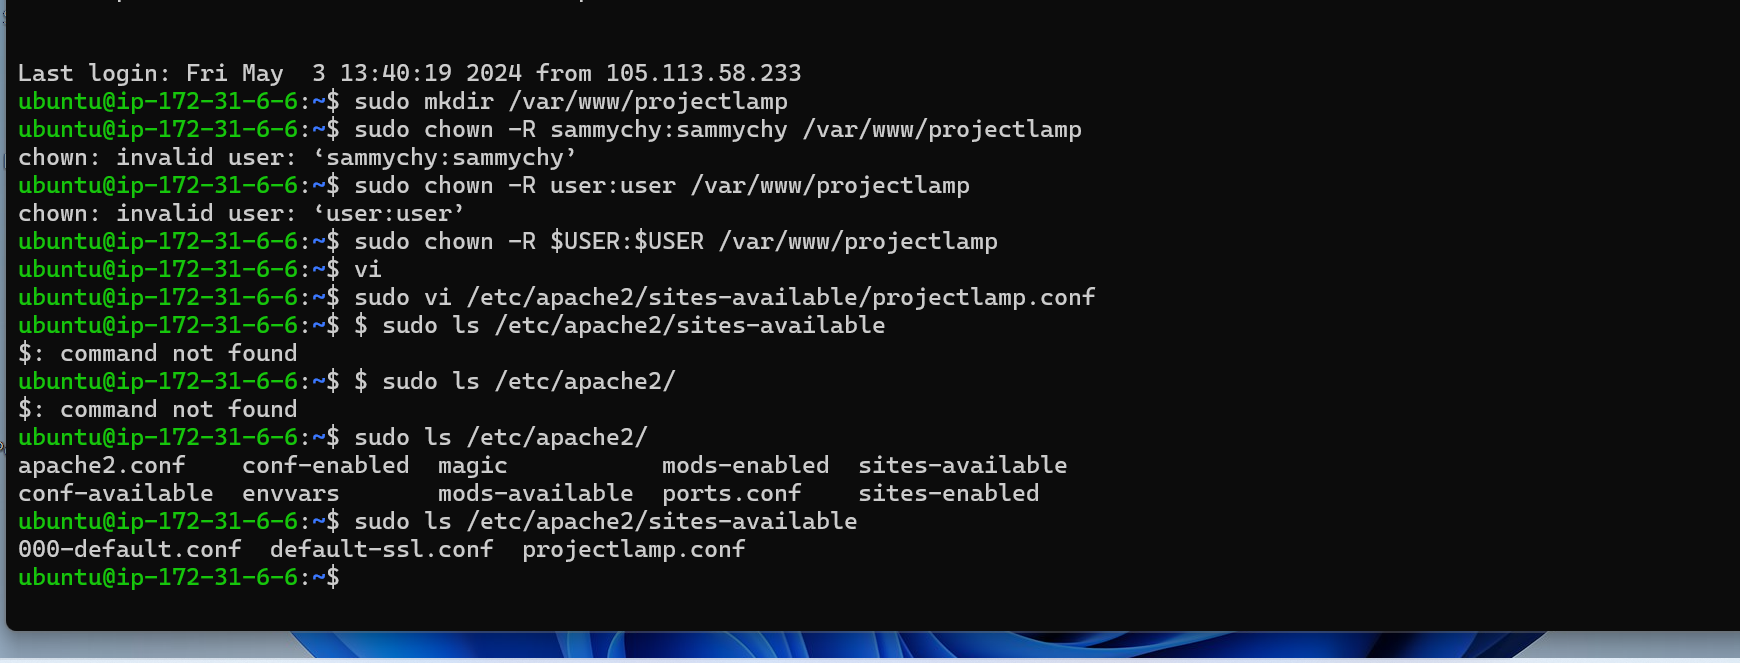 Last login: Fri May  3 13:40:19 2024 from 105.113.58.233
ubuntu@ip-172-31-6-6:~$ sudo mkdir /var/www/projectlamp
ubuntu@ip-172-31-6-6:~$ sudo chown -R sammychy:sammychy /var/www/projectlamp
chown: invalid user: ‘sammychy:sammychy’
ubuntu@ip-172-31-6-6:~$ sudo chown -R user:user /var/www/projectlamp
chown: invalid user: ‘user:user’
ubuntu@ip-172-31-6-6:~$ sudo chown -R $USER:$USER /var/www/projectlamp
ubuntu@ip-172-31-6-6:~$ vi
ubuntu@ip-172-31-6-6:~$ sudo vi /etc/apache2/sites-available/projectlamp.conf
ubuntu@ip-172-31-6-6:~$ $ sudo ls /etc/apache2/sites-available
$: command not found
ubuntu@ip-172-31-6-6:~$ $ sudo ls /etc/apache2/
$: command not found
ubuntu@ip-172-31-6-6:~$ sudo ls /etc/apache2/
apache2.conf    conf-enabled  magic           mods-enabled  sites-available
conf-available  envvars       mods-available  ports.conf    sites-enabled
ubuntu@ip-172-31-6-6:~$ sudo ls /etc/apache2/sites-available
000-default.conf  default-ssl.conf  projectlamp.conf
ubuntu@ip-172-31-6-6:~$